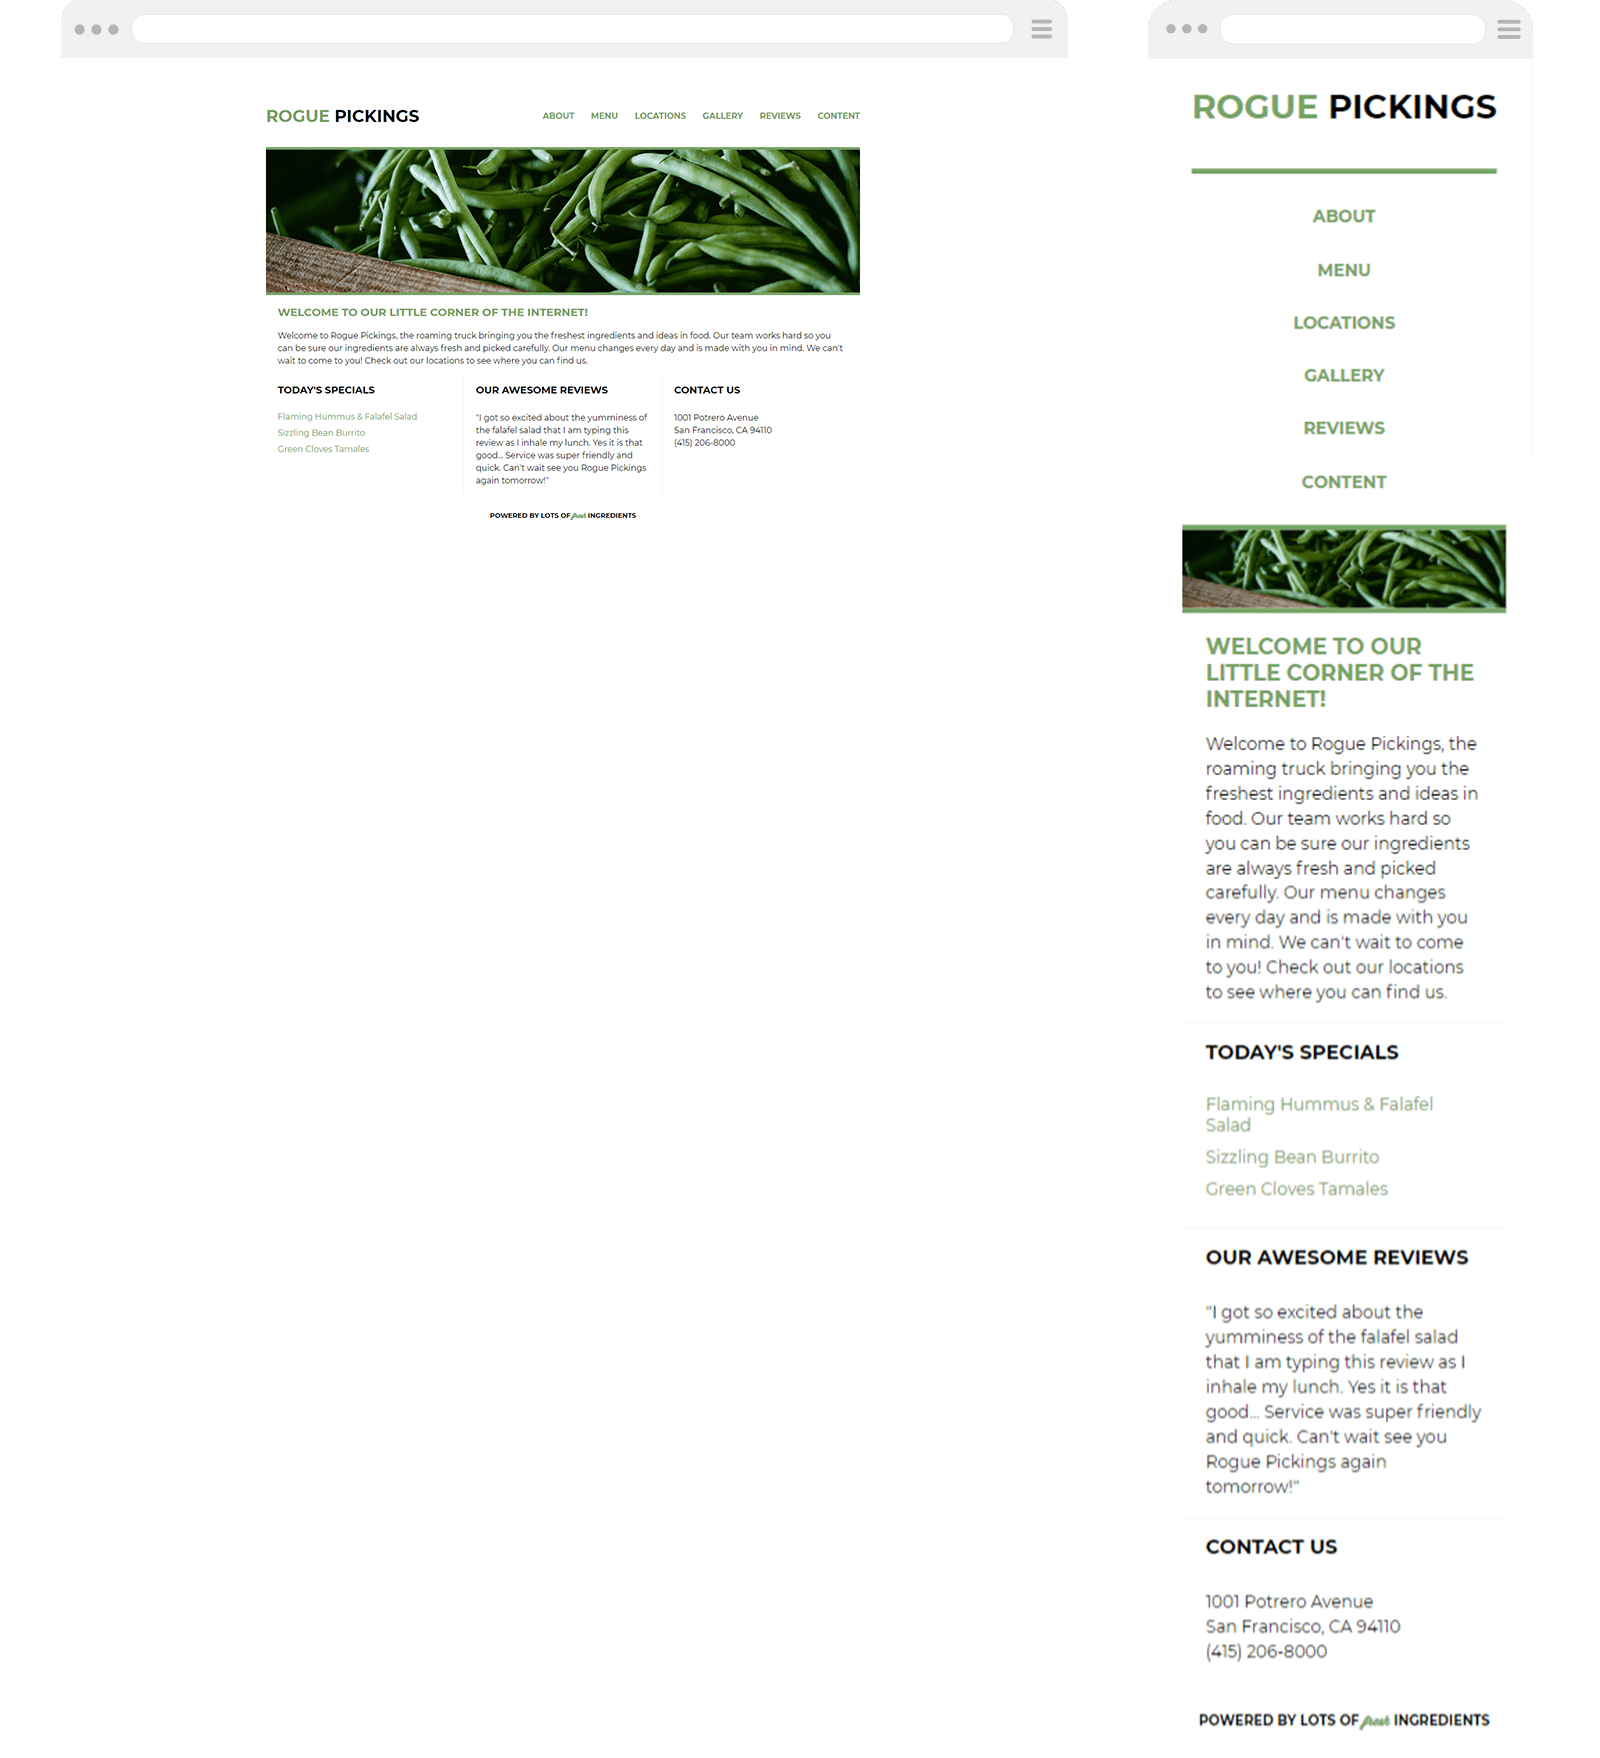 ROGUE PICKINGS
ABOUT MENU LOCATIONS GALLERY REVIEWS CONTENT
WELCOME TO OUR LITTLE CORNER OF THE INTERNET!
Welcome to Rogue Pickings, the roaming truck bringing you the freshest ingredients and ideas in food. Our team works hard so you
can be sure our ingredients are always fresh and picked carefully. Our menu changes every day and is made with you in mind. We can't
wait to come to you! Check out our locations to see where you can find us.
TODAY'S SPECIALS
Flaming Hummus & Falafel Salad
Sizzling Bean Burrito
Green Cloves Tamales
OUR AWESOME REVIEWS
"I got so excited about the yumminess of
the falafel salad that I am typing this
review as I inhale my lunch. Yes it is that
good... Service was super friendly and
quick. Can't wait see you Rogue Pickings
again tomorrow!"
CONTACT US
1001 Potrero Avenue
San Francisco, CA 94110
(415) 206-8000
POWERED BY LOTS OF fresh INGREDIENTS
ROGUE PICKINGS
ABOUT
MENU
LOCATIONS
GALLERY
REVIEWS
CONTENT
WELCOME TO OUR
LITTLE CORNER OF THE
INTERNET!
Welcome to Rogue Pickings, the
roaming truck bringing you the
freshest ingredients and ideas in
food. Our team works hard so
you can be sure our ingredients
are always fresh and picked
carefully. Our menu changes
every day and is made with you
in mind. We can't wait to come
to you! Check out our locations
to see where you can find us.
TODAY'S SPECIALS
Flaming Hummus & Falafel
Salad
Sizzling Bean Burrito
Green Cloves Tamales
OUR AWESOME REVIEWS
"I got so excited about the
yumminess of the falafel salad
that I am typing this review as I
inhale my lunch. Yes it is that
good... Service was super friendly
and quick. Can't wait see you
Rogue Pickings again
tomorrow!"
CONTACT US
1001 Potrero Avenue
San Francisco, CA 94110
(415) 206-8000
POWERED BY LOTS OF fresh INGREDIENTS